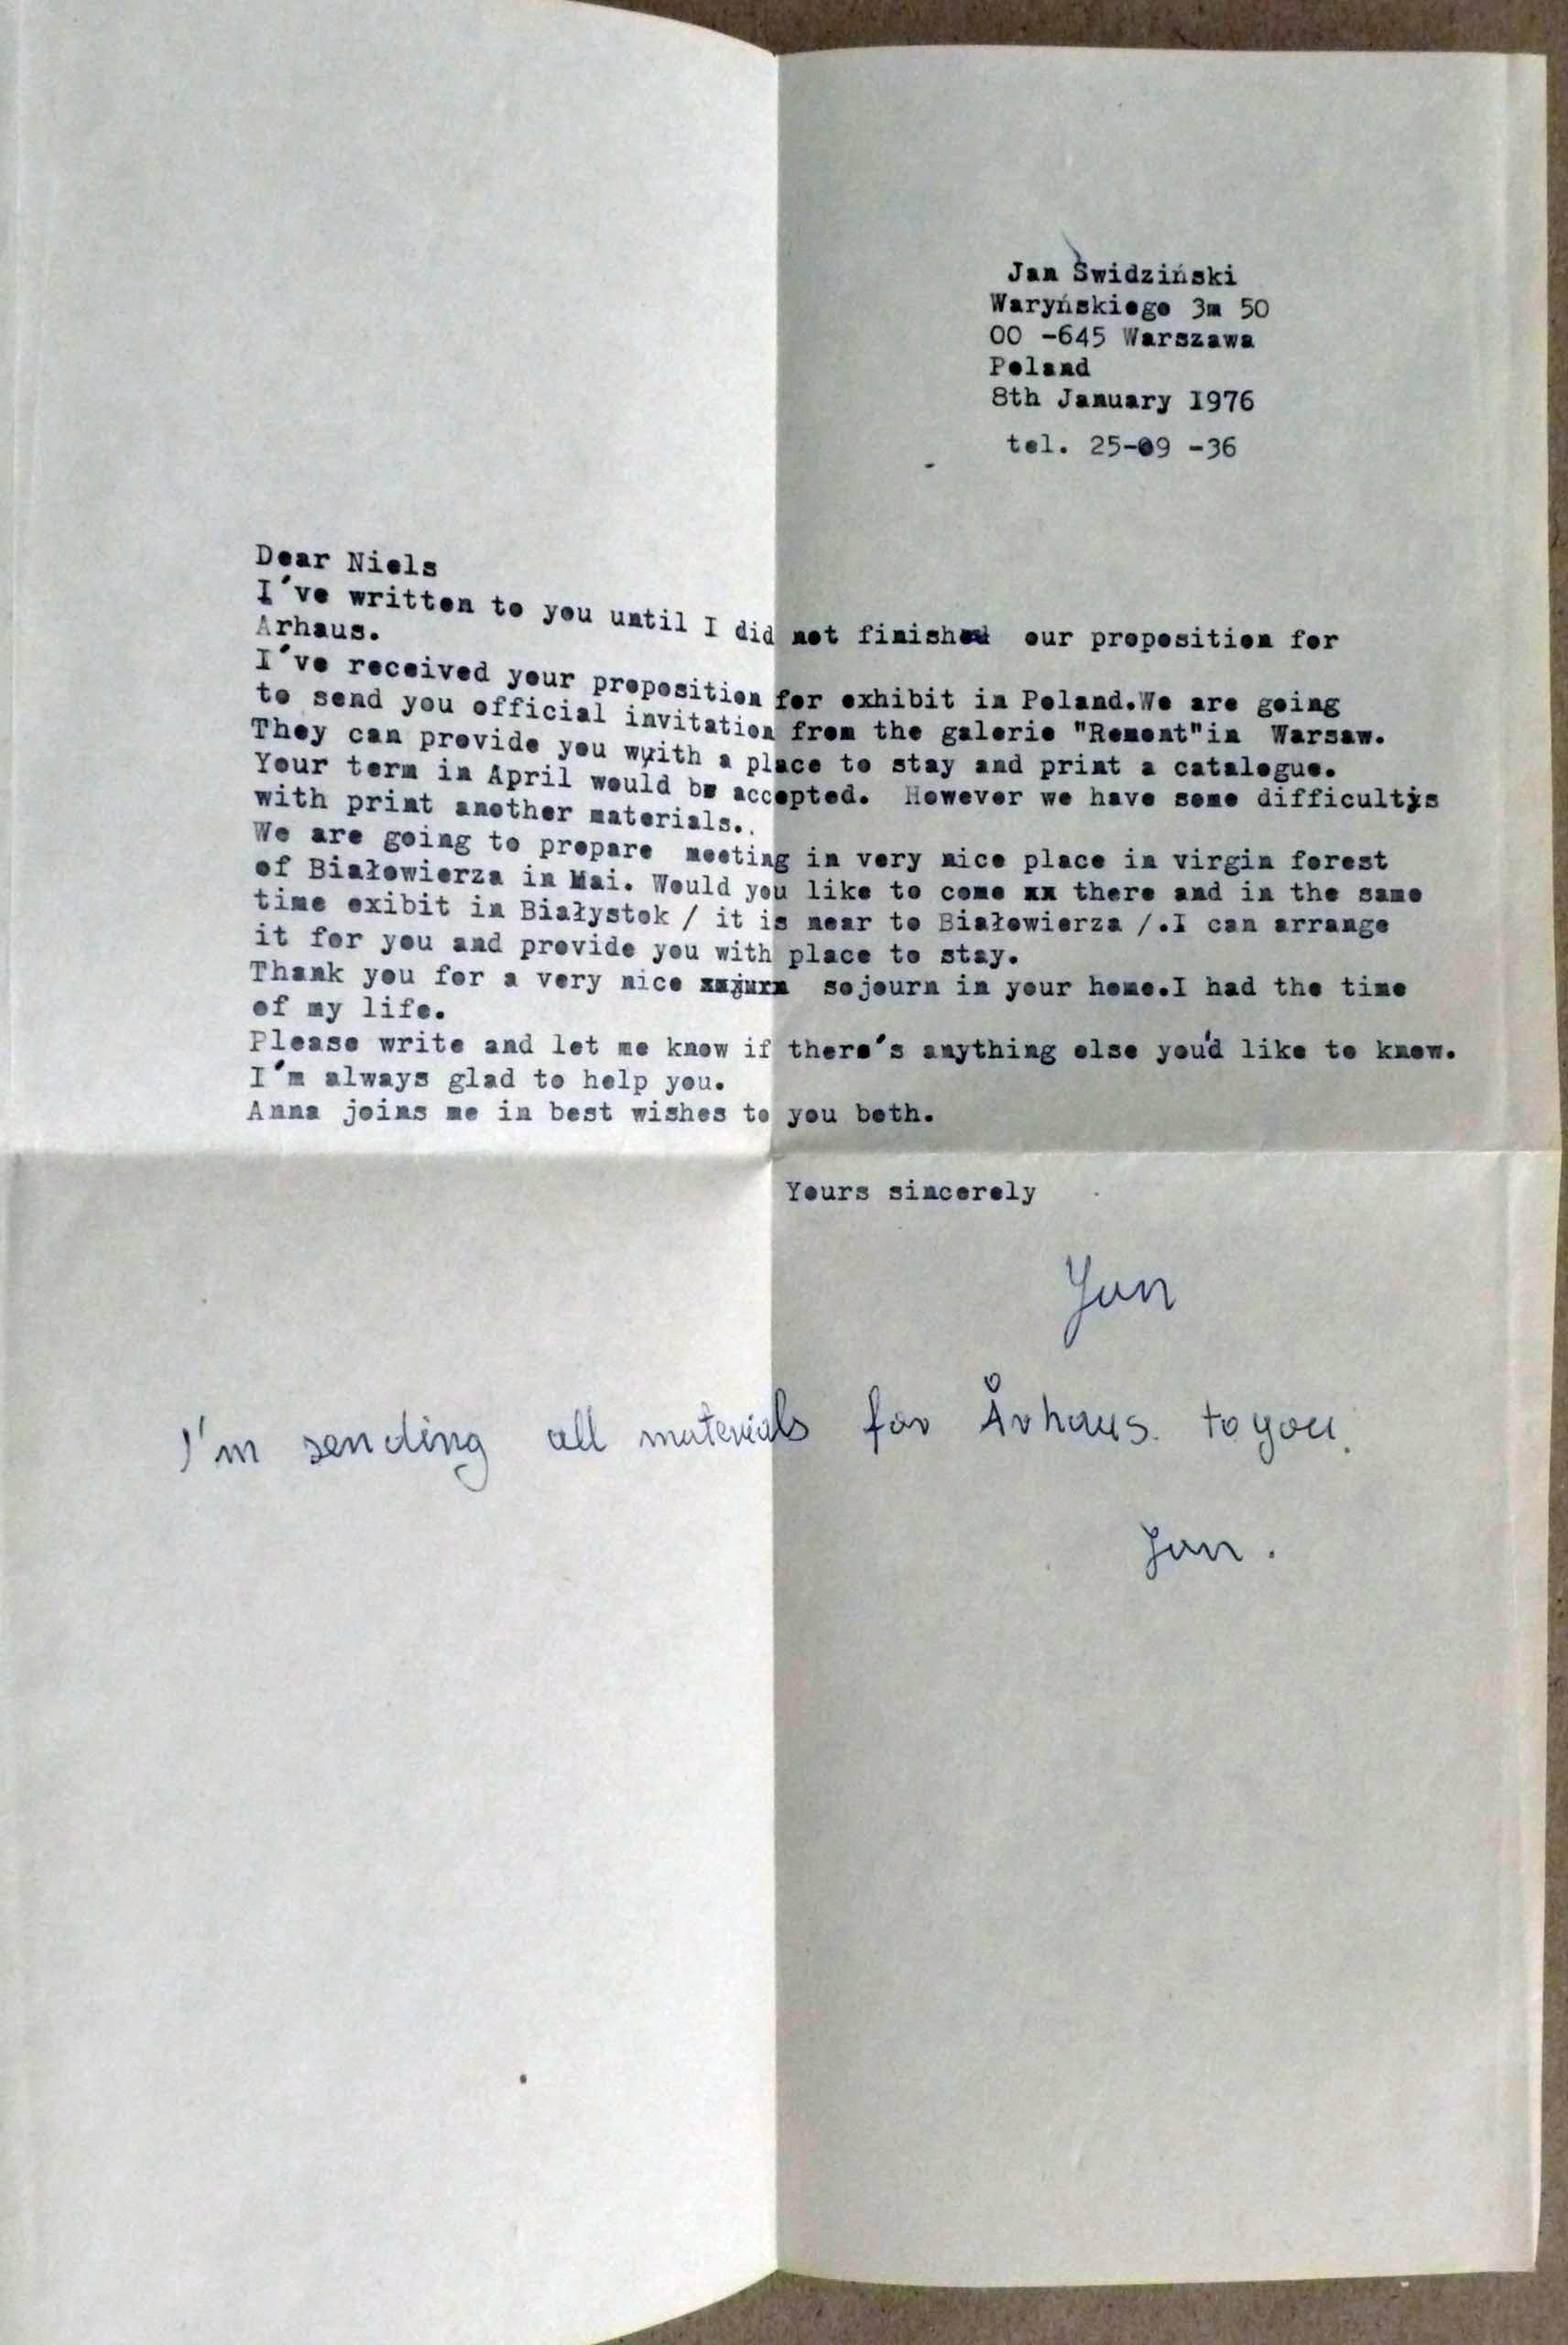 Jan Świdziński
Waryńskiego 3m 50
00 -645 Warszawa
Poland
8th January 1976
tel. 25-09 -36
Dear Niels
I´ve written to you until I did not finished our proposition for
Arhaus.
I´ve received your proposition for exhibit in Poland.We are going
to send you official invitation from the galerie "Remont"in Warsaw.
They can provide you with a place to stay and print a catalogue.
Your term in April would be accepted. However we have some difficultys
with print another materials..
We are going to prepare meeting in very nice place in virgin forest
of Białowierza in Mai. Would you like to come xx there and in the same
time exibit in Białystok / it is near to Białowierza /.I can arrange
it for you and provide you with place to stay.
Thank you for a very nice sojourn in your home.I had the time
of my life.
Please write and let me know if there´s anything else you'd like to know.
I´m always glad to help you.
Anna joins me in best wishes to you both.
Yours sincerely
Jan
I'm sending all materials for Århaus to you.
Jan.